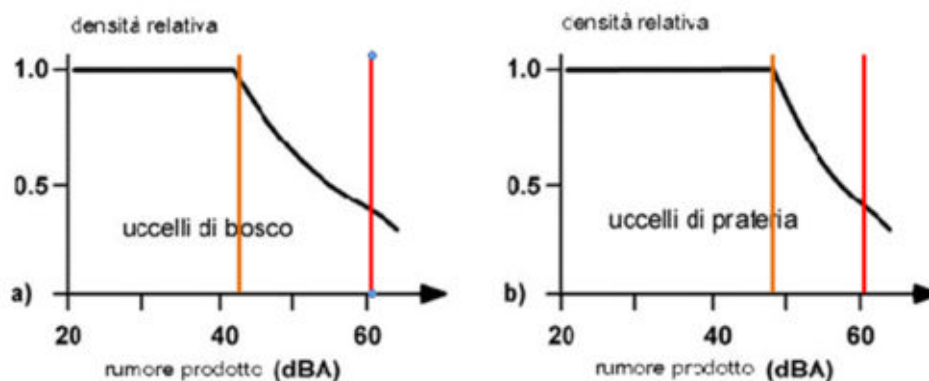 densità relativa
1.0
0.5
uccelli di bosco
a)
20 40 60
rumore prodotto (dBA)
densità relativa
1.0
0.5
uccelli di prateria
b)
20 40 60
rumore prodotto (dBA)